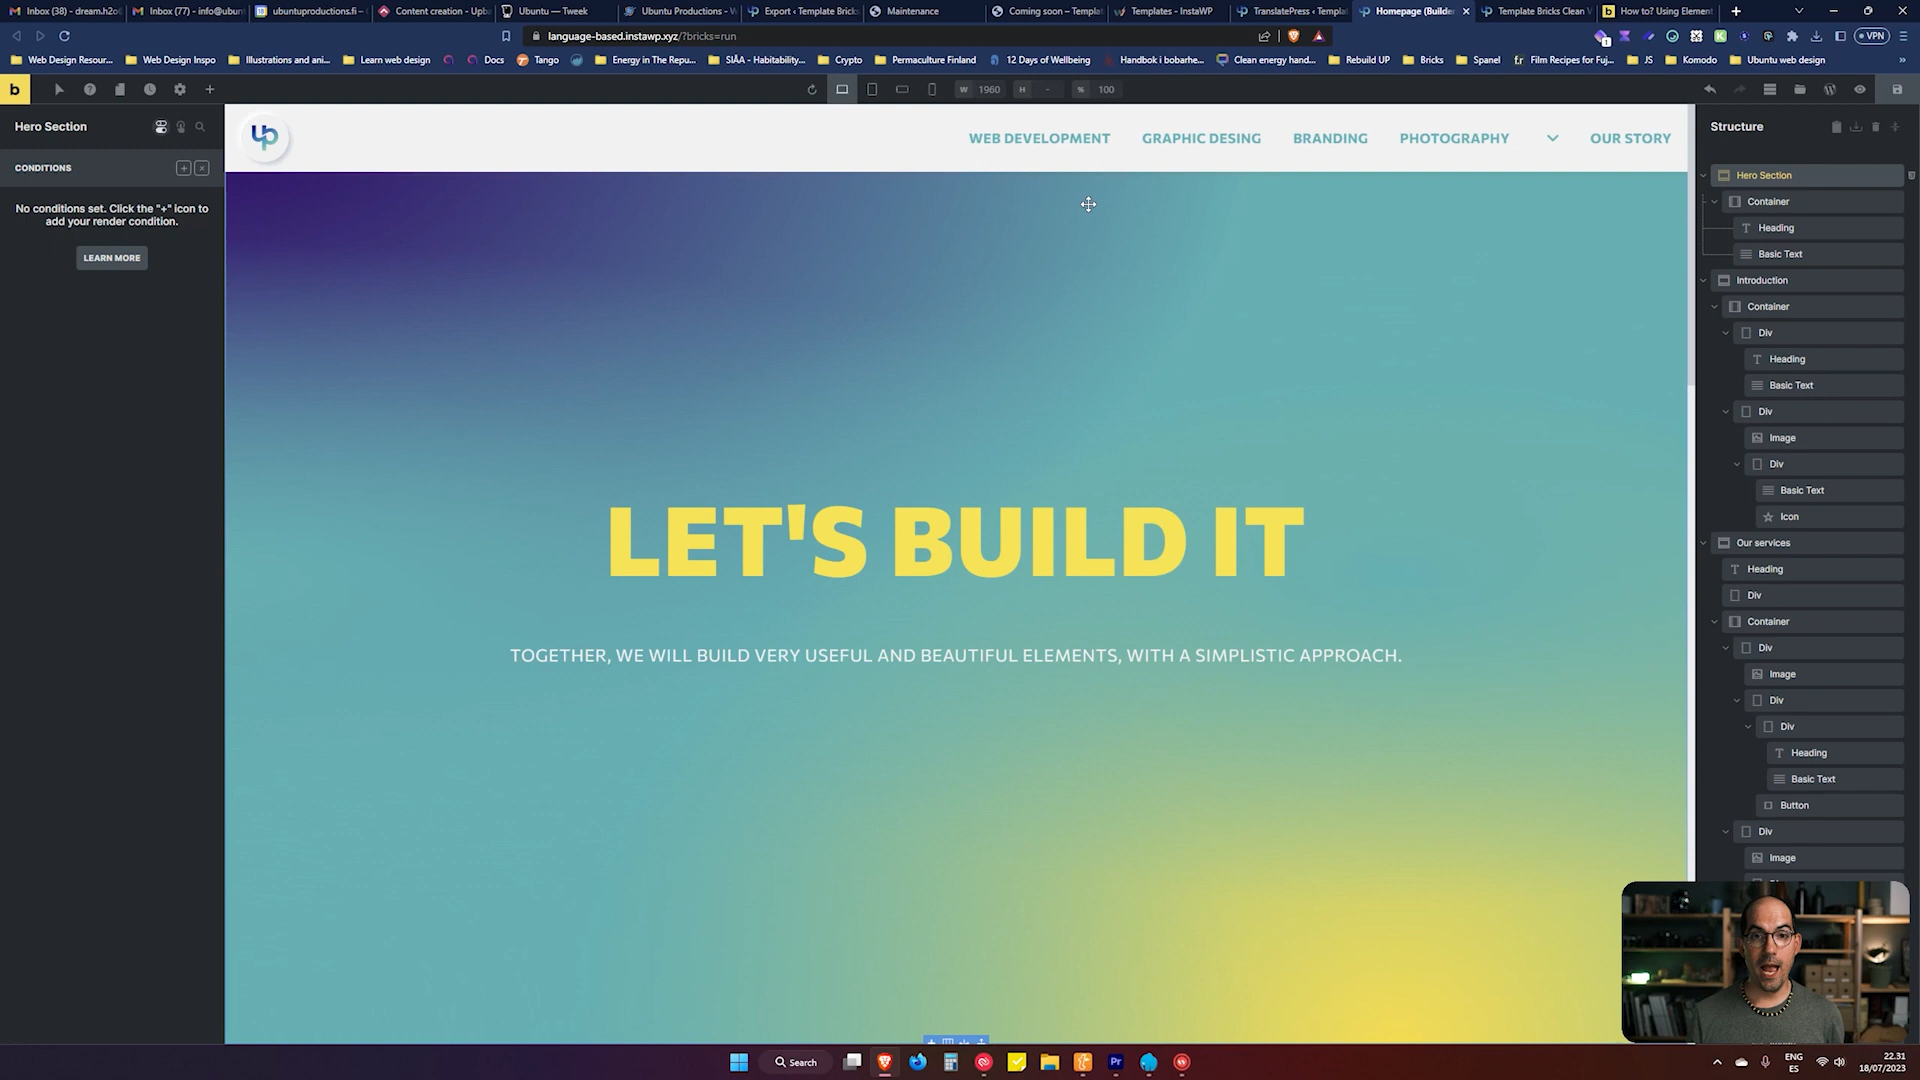 Inbox (38) - dream.h2o
Inbox (77) - info@ubun
ubuntuproductions.fi -
Content creation - Upba
Ubuntu — Tweek
Ubuntu Productions - W
Export ‹ Template Bricks
Maintenance
Coming soon – Templat
Templates - InstaWP
TranslatePress ‹ Templa
Homepage (Builder
Template Bricks Clean V
How to? Using Element
language-based.instawp.xyz/?bricks=run
VPN
Web Design Resour...
Web Design Inspo
Illustrations and ani...
Learn web design
Docs
Tango
Energy in The Repu...
SIÄA - Habitability...
Crypto
Permaculture Finland
12 Days of Wellbeing
Handbok i bobarhe...
Clean energy hand...
Rebuild UP
Bricks
Spanel
Film Recipes for Fuj...
JS
Komodo
Ubuntu web design
b
W 1960
H -
% 100
Hero Section
CONDITIONS
No conditions set. Click the "+" icon to
add your render condition.
LEARN MORE
up
WEB DEVELOPMENT
GRAPHIC DESING
BRANDING
PHOTOGRAPHY
OUR STORY
LET'S BUILD IT
TOGETHER, WE WILL BUILD VERY USEFUL AND BEAUTIFUL ELEMENTS, WITH A SIMPLISTIC APPROACH.
Structure
Hero Section
Container
Heading
Basic Text
Introduction
Container
Div
Heading
Basic Text
Div
Image
Div
Basic Text
Icon
Our services
Heading
Div
Container
Div
Image
Div
Div
Heading
Basic Text
Button
Div
Image
Search
ENG
ES
22.31
18/07/2023